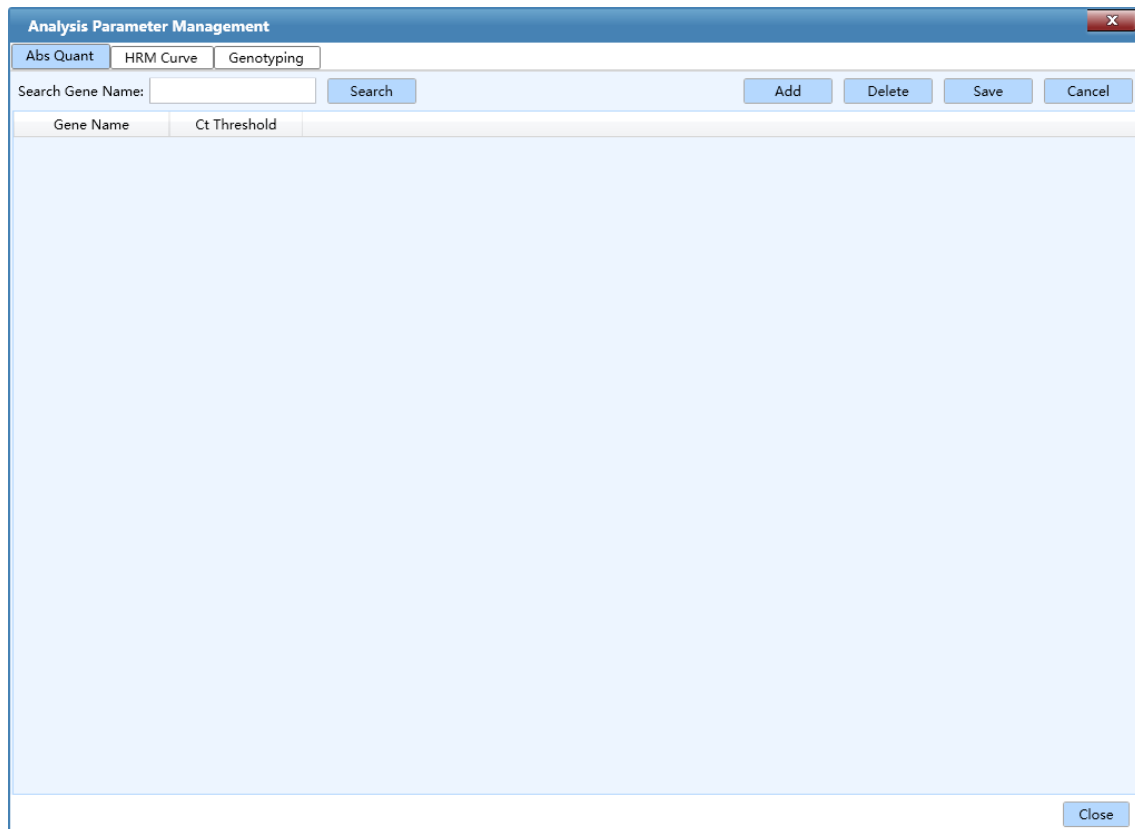 Analysis Parameter Management x
Abs Quant HRM Curve Genotyping
Search Gene Name: Search Add Delete Save Cancel
Gene Name Ct Threshold
Close